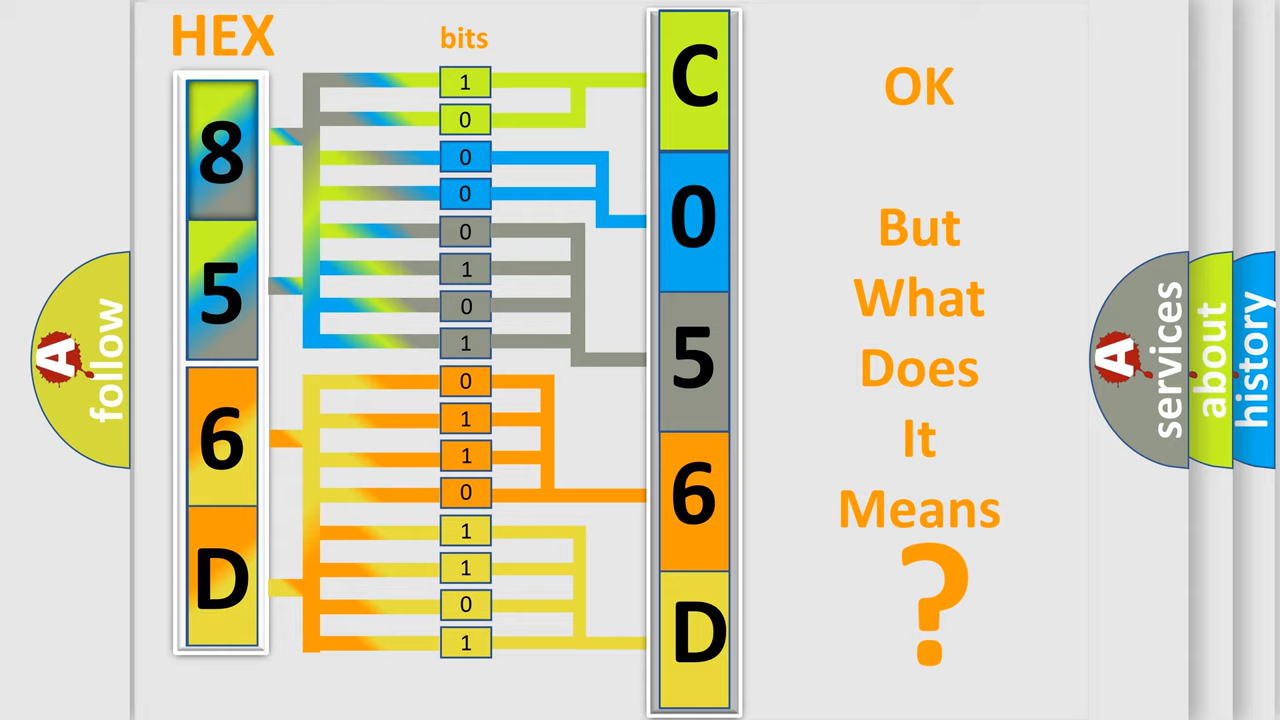 HEX
bits
8
5
6
D
1
0
0
0
0
1
0
1
0
1
1
0
1
1
0
1
C
0
5
6
D
OK
But
What
Does
It
Means
?
A
follow
A
services
about
history